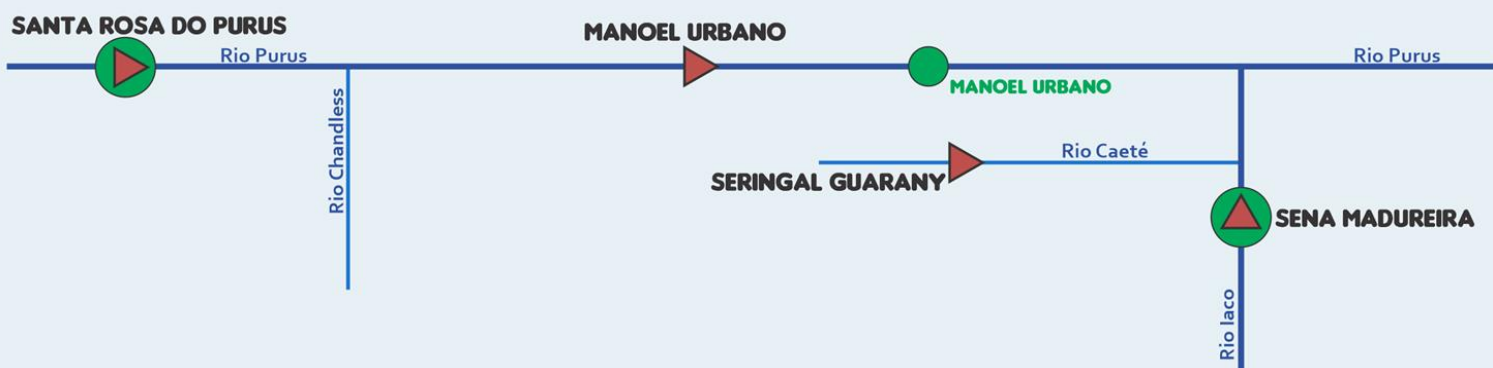 SANTA ROSA DO PURUS
MANOEL URBANO
Rio Purus
Rio Purus
MANOEL URBANO
Rio Chandless
Rio Caeté
SERINGAL GUARANY
SENA MADUREIRA
Rio Iaco